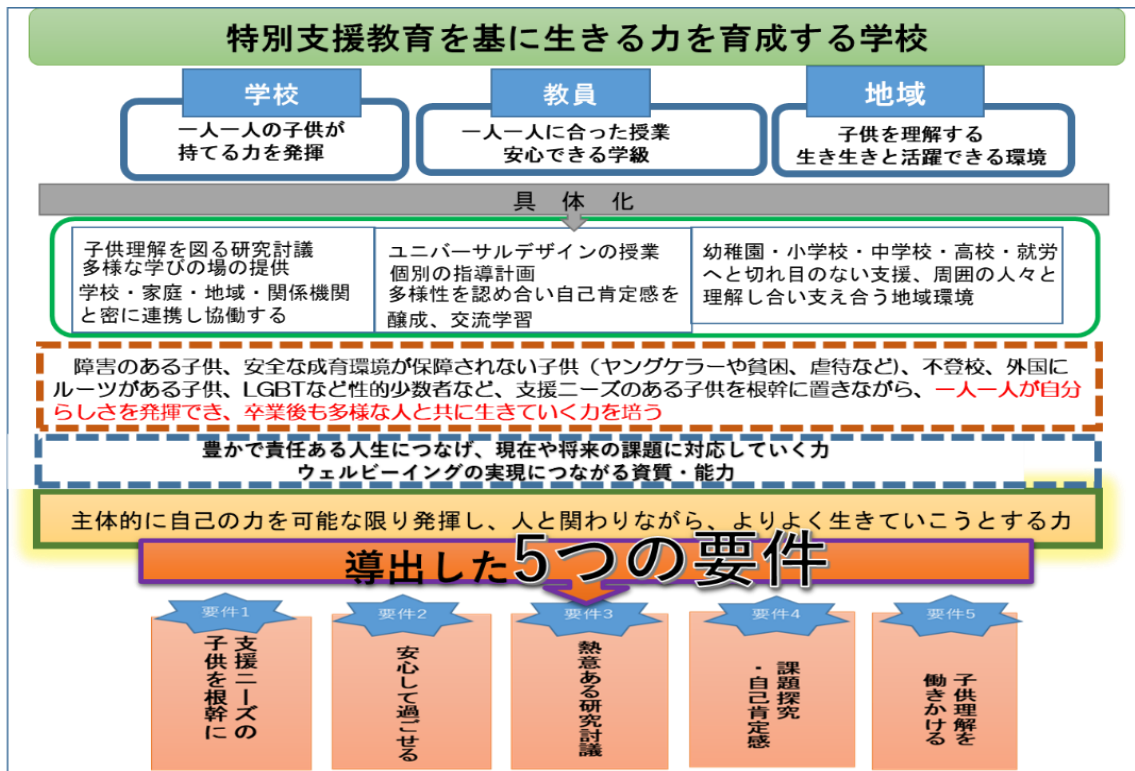 特別支援教育を基に生きる力を育成する学校
学校
一人一人の子供が
持てる力を発揮
教員
一人一人に合った授業
安心できる学級
地域
子供を理解する
生き生きと活躍できる環境
具 体 化
子供理解を図る研究討議
多様な学びの場の提供
学校・家庭・地域・関係機関
と密に連携し協働する
ユニバーサルデザインの授業
個別の指導計画
多様性を認め合い自己肯定感を
醸成、交流学習
幼稚園・小学校・中学校・高校・就労
へと切れ目のない支援、周囲の人々と
理解し合い支え合う地域環境
障害のある子供、安全な成育環境が保障されない子供（ヤングケラーや貧困、虐待など）、不登校、外国に
ルーツがある子供、LGBTなど性的少数者など、支援ニーズのある子供を根幹に置きながら、一人一人が自分
らしさを発揮でき、卒業後も多様な人と共に生きていく力を培う
豊かで責任ある人生につなげ、現在や将来の課題に対応していく力
ウェルビーイングの実現につながる資質・能力
主体的に自己の力を可能な限り発揮し、人と関わりながら、よりよく生きていこうとする力
導出した5つの要件
要件1
支援ニーズの
子供を根幹に
要件2
安心して過ごせる
要件3
熱意ある研究討議
要件4
課題探究
・自己肯定感
要件5
子供理解を
働きかける